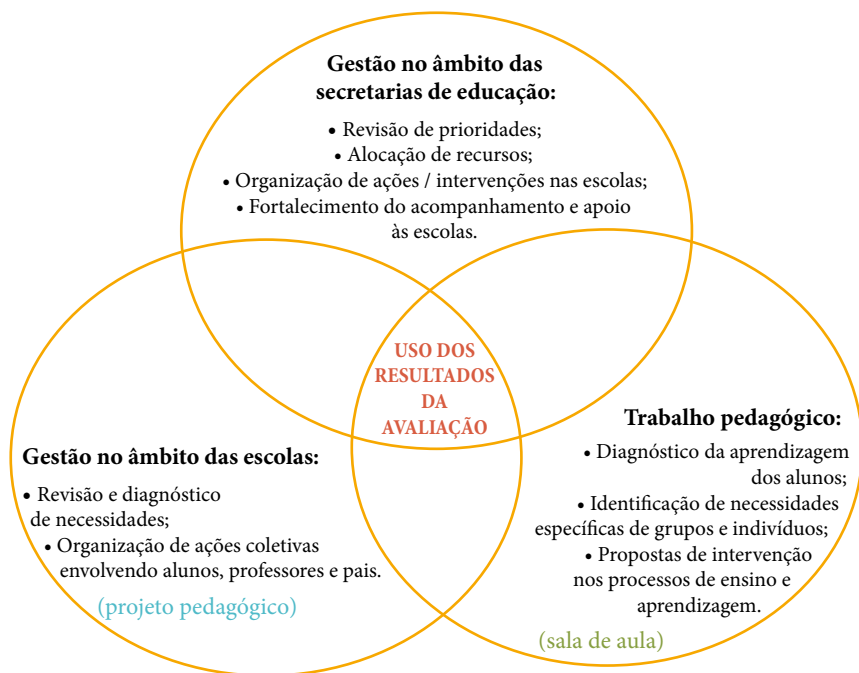 Gestão no âmbito das
secretarias de educação:
• Revisão de prioridades;
• Alocação de recursos;
• Organização de ações / intervenções nas escolas;
• Fortalecimento do acompanhamento e apoio
às escolas.
USO DOS
RESULTADOS
DA
AVALIAÇÃO
Gestão no âmbito das escolas:
• Revisão e diagnóstico
de necessidades;
• Organização de ações coletivas
envolvendo alunos, professores e pais.
(projeto pedagógico)
Trabalho pedagógico:
• Diagnóstico da aprendizagem
dos alunos;
• Identificação de necessidades
específicas de grupos e indivíduos;
• Propostas de intervenção
nos processos de ensino e
aprendizagem.
(sala de aula)